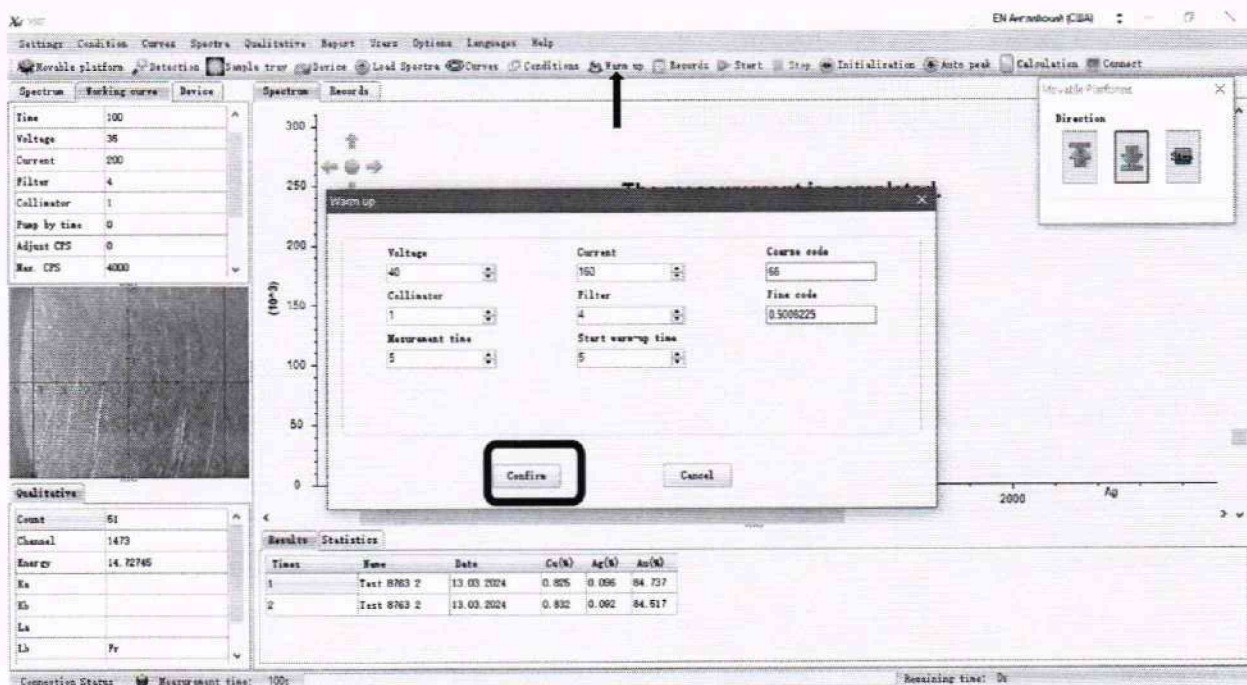 Settings Condition Curves Spectra Qualitative Report Users Options Languages Help
Movable platform Detection Sample tray Device Load Spectra Curves Conditions Warm up Records Start Stop Initialization Auto peak Calculation Connect
Spectrum Working curve Device
Time 100
Voltage 35
Current 200
Filter 4
Collimator 1
Pump by time 0
Adjust CPS 0
Max. CPS 4000
Spectrum Records
300
250
200
150
100
50
0
(10^3)
2000
Ag
Movable Platforms
Direction
Warm up
Voltage Current Coarse code
40 160 66
Collimator Filter Fine code
1 4 0.5006225
Measurement time Start warm-up time
5 5
Confirm Cancel
Qualitative
Count 51
Channel 1473
Energy 14.72745
Ka
Kb
La
Lb Fr
Results Statistics
Times Name Date Cu(%) Ag(%) Au(%)
1 Test 8763 2 13.03.2024 0.825 0.096 84.737
2 Test 8763 2 13.03.2024 0.832 0.092 84.517
Connection Status Measurement time: 100s
Remaining time: 0s